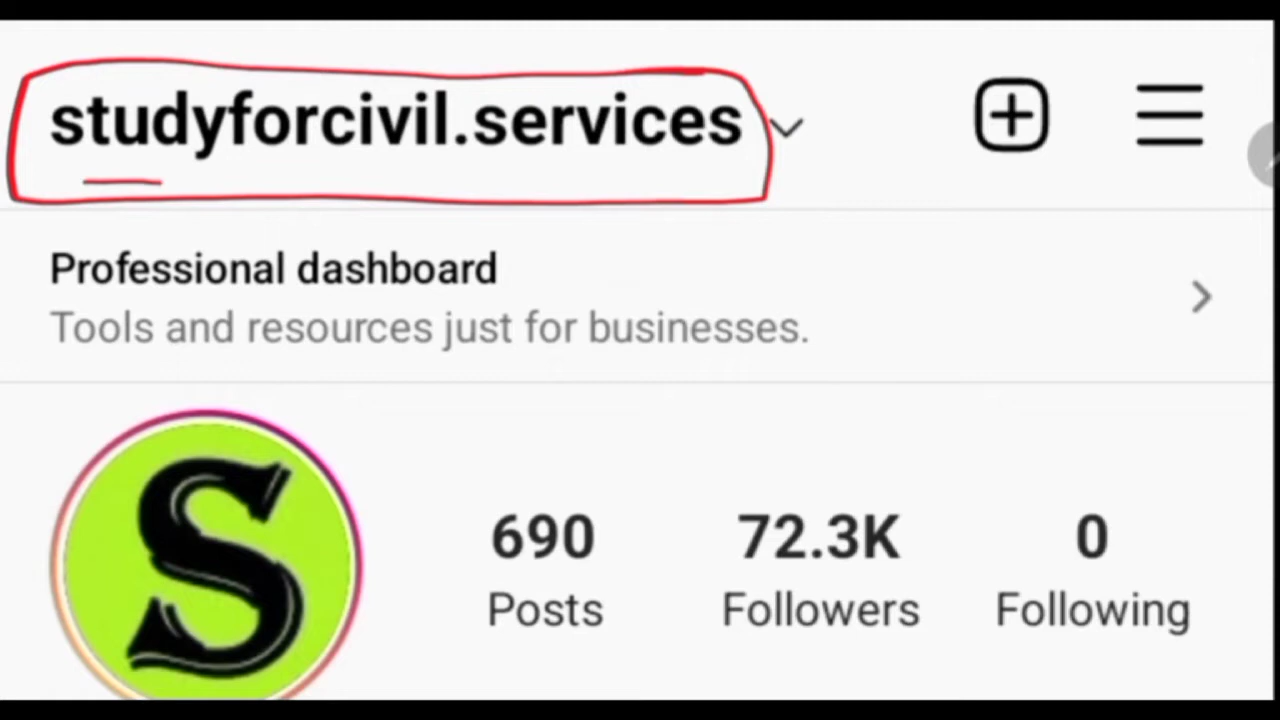 studyforcivil.services
Professional dashboard
Tools and resources just for businesses.
S
690 72.3K 0
Posts Followers Following